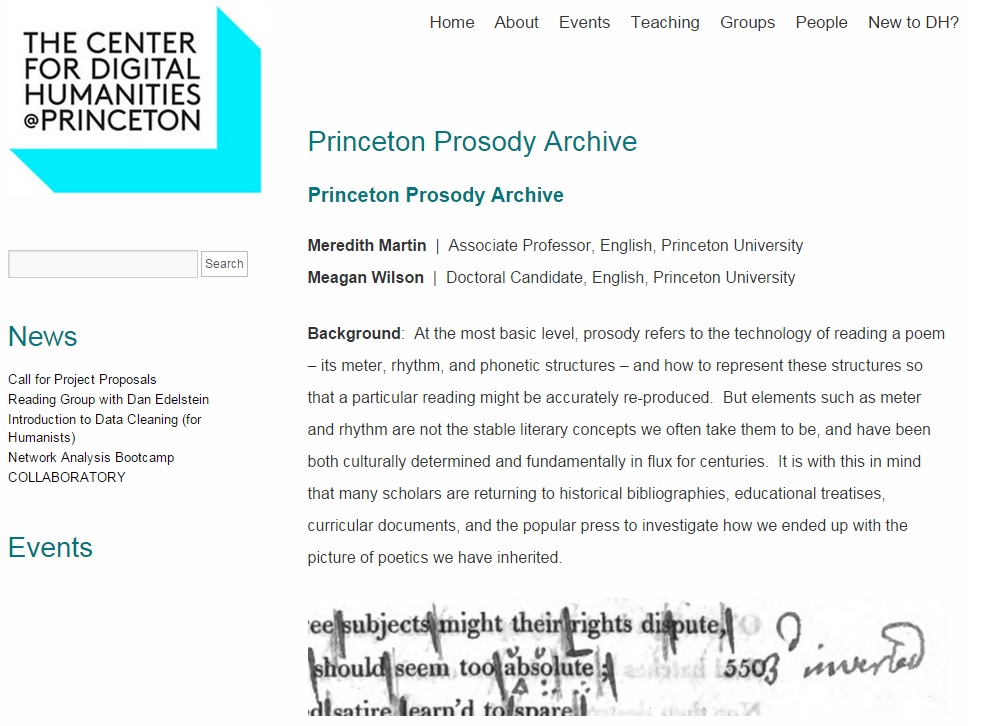 THE CENTER
FOR DIGITAL
HUMANITIES
@PRINCETON
Home About Events Teaching Groups People New to DH?
Search
News
Call for Project Proposals
Reading Group with Dan Edelstein
Introduction to Data Cleaning (for
Humanists)
Network Analysis Bootcamp
COLLABORATORY
Events
Princeton Prosody Archive
Princeton Prosody Archive
Meredith Martin | Associate Professor, English, Princeton University
Meagan Wilson | Doctoral Candidate, English, Princeton University
Background: At the most basic level, prosody refers to the technology of reading a poem
– its meter, rhythm, and phonetic structures – and how to represent these structures so
that a particular reading might be accurately re-produced. But elements such as meter
and rhythm are not the stable literary concepts we often take them to be, and have been
both culturally determined and fundamentally in flux for centuries. It is with this in mind
that many scholars are returning to historical bibliographies, educational treatises,
curricular documents, and the popular press to investigate how we ended up with the
picture of poetics we have inherited.
ee subjects might their rights dispute,
should seem too absolute; 550 inverted
d satire learn'd to spare